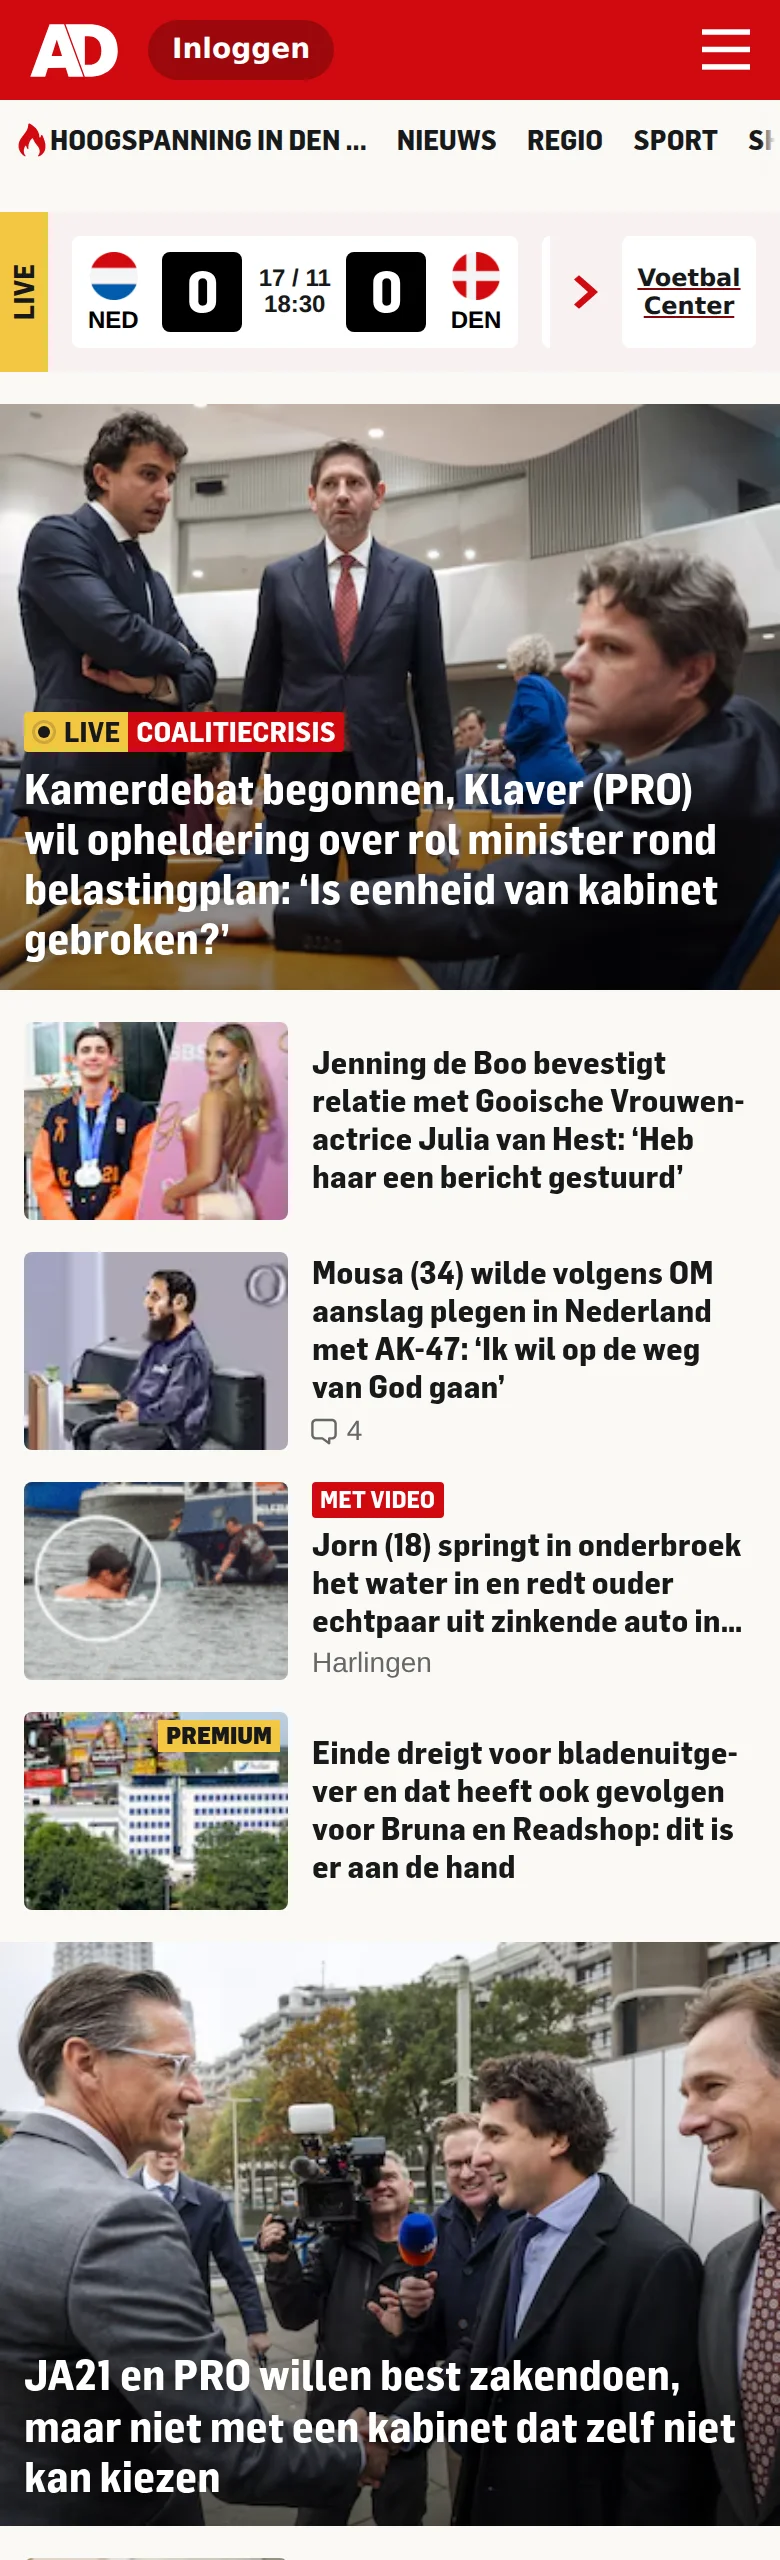 AD
Inloggen
HOOGSPANNING IN DEN ...
NIEUWS
REGIO
SPORT
LIVE
NED
0
17 / 11
18:30
0
DEN
Voetbal
Center
LIVE COALITIECRISIS
Kamerdebat begonnen, Klaver (PRO)
wil opheldering over rol minister rond
belastingplan: ‘Is eenheid van kabinet
gebroken?’
Jenning de Boo bevestigt
relatie met Gooische Vrouwen-
actrice Julia van Hest: ‘Heb
haar een bericht gestuurd’
Mousa (34) wilde volgens OM
aanslag plegen in Nederland
met AK-47: ‘Ik wil op de weg
van God gaan’
4
MET VIDEO
Jorn (18) springt in onderbroek
het water in en redt ouder
echtpaar uit zinkende auto in...
Harlingen
PREMIUM
Einde dreigt voor bladenuitge-
ver en dat heeft ook gevolgen
voor Bruna en Readshop: dit is
er aan de hand
JA21 en PRO willen best zakendoen,
maar niet met een kabinet dat zelf niet
kan kiezen